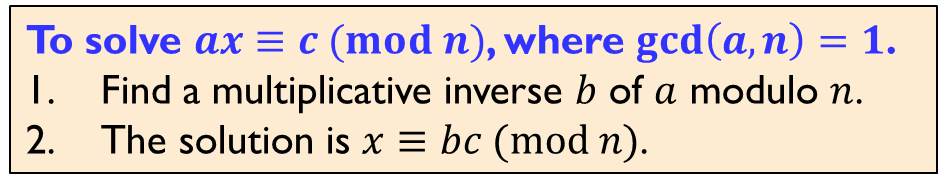 To solve ax ≡ c (mod n), where gcd(a, n) = 1.
1. Find a multiplicative inverse b of a modulo n.
2. The solution is x ≡ bc (mod n).